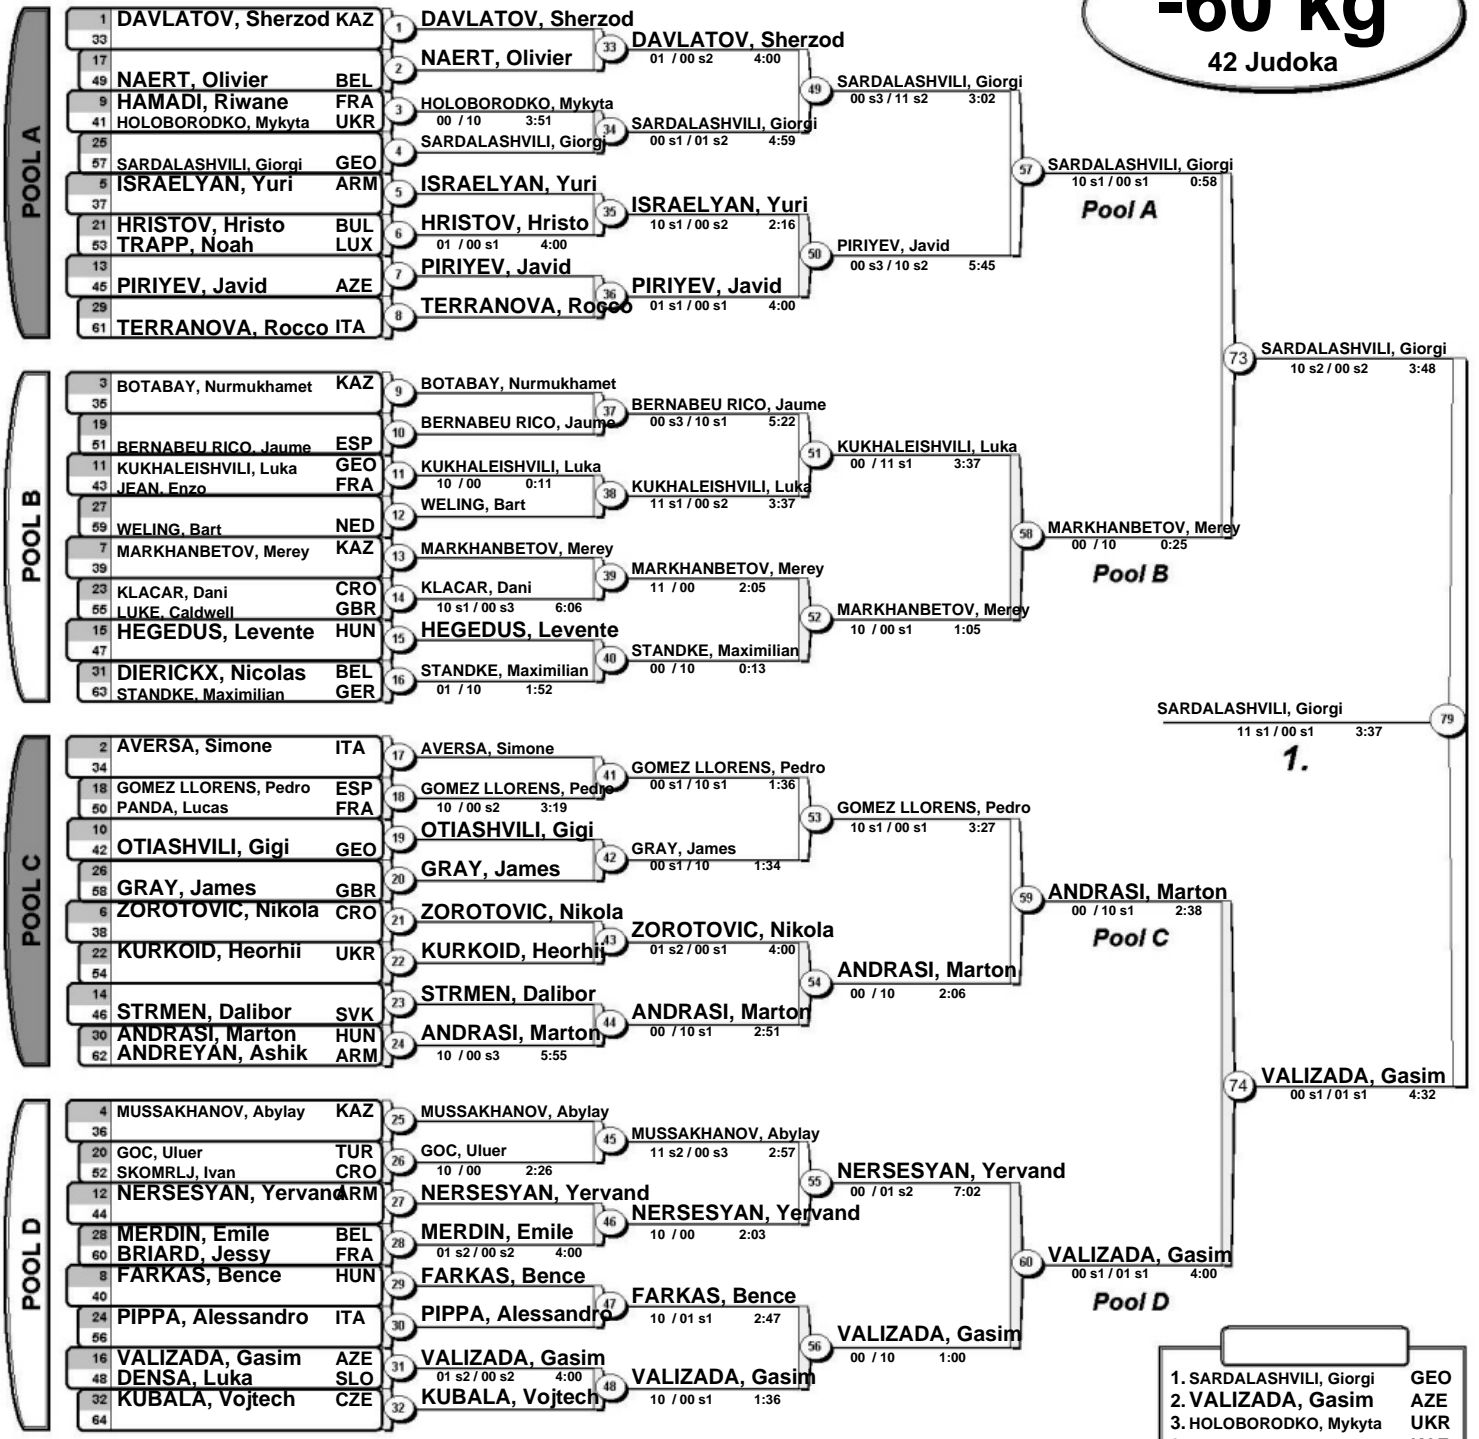 -60 kg
42 Judoka
POOL A
1 DAVLATOV, Sherzod KAZ
33
17
49 NAERT, Olivier BEL
9 HAMADI, Riwane FRA
41 HOLOBORODKO, Mykyta UKR
25
57 SARDALASHVILI, Giorgi GEO
5 ISRAELYAN, Yuri ARM
37
21 HRISTOV, Hristo BUL
53 TRAPP, Noah LUX
13
45 PIRIYEV, Javid AZE
29
61 TERRANOVA, Rocco ITA
1 DAVLATOV, Sherzod
2 NAERT, Olivier
3 HOLOBORODKO, Mykyta
00 / 10 3:51
4 SARDALASHVILI, Giorgi
5 ISRAELYAN, Yuri
6 HRISTOV, Hristo
01 / 00 s1 4:00
7 PIRIYEV, Javid
8 TERRANOVA, Rocco
33 DAVLATOV, Sherzod
01 / 00 s2 4:00
34 SARDALASHVILI, Giorgi
00 s1 / 01 s2 4:59
35 ISRAELYAN, Yuri
10 s1 / 00 s2 2:16
36 PIRIYEV, Javid
01 s1 / 00 s1 4:00
49 SARDALASHVILI, Giorgi
00 s3 / 11 s2 3:02
50 PIRIYEV, Javid
00 s3 / 10 s2 5:45
57 SARDALASHVILI, Giorgi
10 s1 / 00 s1 0:58
Pool A
POOL B
3 BOTABAY, Nurmukhamet KAZ
35
19
51 BERNABEU RICO, Jaume ESP
11 KUKHALEISHVILI, Luka GEO
43 JEAN, Enzo FRA
27
59 WELING, Bart NED
7 MARKHANBETOV, Merey KAZ
39
23 KLACAR, Dani CRO
55 LUKE, Caldwell GBR
15 HEGEDUS, Levente HUN
47
31 DIERICKX, Nicolas BEL
63 STANDKE, Maximilian GER
9 BOTABAY, Nurmukhamet
10 BERNABEU RICO, Jaume
11 KUKHALEISHVILI, Luka
10 / 00 0:11
12 WELING, Bart
13 MARKHANBETOV, Merey
14 KLACAR, Dani
10 s1 / 00 s3 6:06
15 HEGEDUS, Levente
16 STANDKE, Maximilian
01 / 10 1:52
37 BERNABEU RICO, Jaume
00 s3 / 10 s1 5:22
38 KUKHALEISHVILI, Luka
11 s1 / 00 s2 3:37
39 MARKHANBETOV, Merey
11 / 00 2:05
40 STANDKE, Maximilian
00 / 10 0:13
51 KUKHALEISHVILI, Luka
00 / 11 s1 3:37
52 MARKHANBETOV, Merey
10 / 00 s1 1:05
58 MARKHANBETOV, Merey
00 / 10 0:25
Pool B
73 SARDALASHVILI, Giorgi
10 s2 / 00 s2 3:48
SARDALASHVILI, Giorgi 79
11 s1 / 00 s1 3:37
1.
POOL C
2 AVERSA, Simone ITA
34
18 GOMEZ LLORENS, Pedro ESP
50 PANDA, Lucas FRA
10
42 OTIASHVILI, Gigi GEO
26
58 GRAY, James GBR
6 ZOROTOVIC, Nikola CRO
38
22 KURKOID, Heorhii UKR
54
14
46 STRMEN, Dalibor SVK
30 ANDRASI, Marton HUN
62 ANDREYAN, Ashik ARM
17 AVERSA, Simone
18 GOMEZ LLORENS, Pedro
10 / 00 s2 3:19
19 OTIASHVILI, Gigi
20 GRAY, James
21 ZOROTOVIC, Nikola
22 KURKOID, Heorhii
23 STRMEN, Dalibor
24 ANDRASI, Marton
10 / 00 s3 5:55
41 GOMEZ LLORENS, Pedro
00 s1 / 10 s1 1:36
42 GRAY, James
00 s1 / 10 1:34
43 ZOROTOVIC, Nikola
01 s2 / 00 s1 4:00
44 ANDRASI, Marton
00 / 10 s1 2:51
53 GOMEZ LLORENS, Pedro
10 s1 / 00 s1 3:27
54 ANDRASI, Marton
00 / 10 2:06
59 ANDRASI, Marton
00 / 10 s1 2:38
Pool C
POOL D
4 MUSSAKHANOV, Abylay KAZ
36
20 GOC, Uluer TUR
52 SKOMRLJ, Ivan CRO
12 NERSESYAN, Yervand ARM
44
28 MERDIN, Emile BEL
60 BRIARD, Jessy FRA
8 FARKAS, Bence HUN
40
24 PIPPA, Alessandro ITA
56
16 VALIZADA, Gasim AZE
48 DENSA, Luka SLO
32 KUBALA, Vojtech CZE
64
25 MUSSAKHANOV, Abylay
26 GOC, Uluer
10 / 00 2:26
27 NERSESYAN, Yervand
28 MERDIN, Emile
01 s2 / 00 s2 4:00
29 FARKAS, Bence
30 PIPPA, Alessandro
31 VALIZADA, Gasim
01 s2 / 00 s2 4:00
32 KUBALA, Vojtech
45 MUSSAKHANOV, Abylay
11 s2 / 00 s3 2:57
46 NERSESYAN, Yervand
10 / 00 2:03
47 FARKAS, Bence
10 / 01 s1 2:47
48 VALIZADA, Gasim
10 / 00 s1 1:36
55 NERSESYAN, Yervand
00 / 01 s2 7:02
56 VALIZADA, Gasim
00 / 10 1:00
60 VALIZADA, Gasim
00 s1 / 01 s1 4:00
Pool D
74 VALIZADA, Gasim
00 s1 / 01 s1 4:32
1. SARDALASHVILI, Giorgi GEO
2. VALIZADA, Gasim AZE
3. HOLOBORODKO, Mykyta UKR